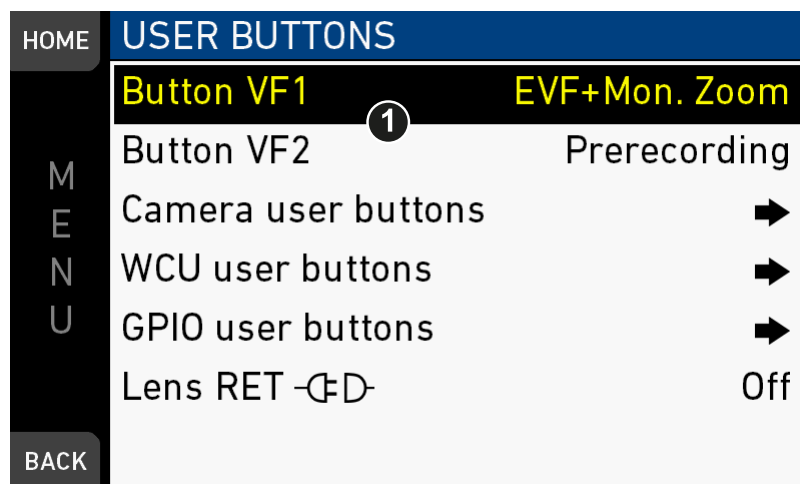 HOME USER BUTTONS
Button VF1 EVF+Mon. Zoom
1
Button VF2 Prerecording
Camera user buttons
WCU user buttons
GPIO user buttons
Lens RET Off
MENU
BACK